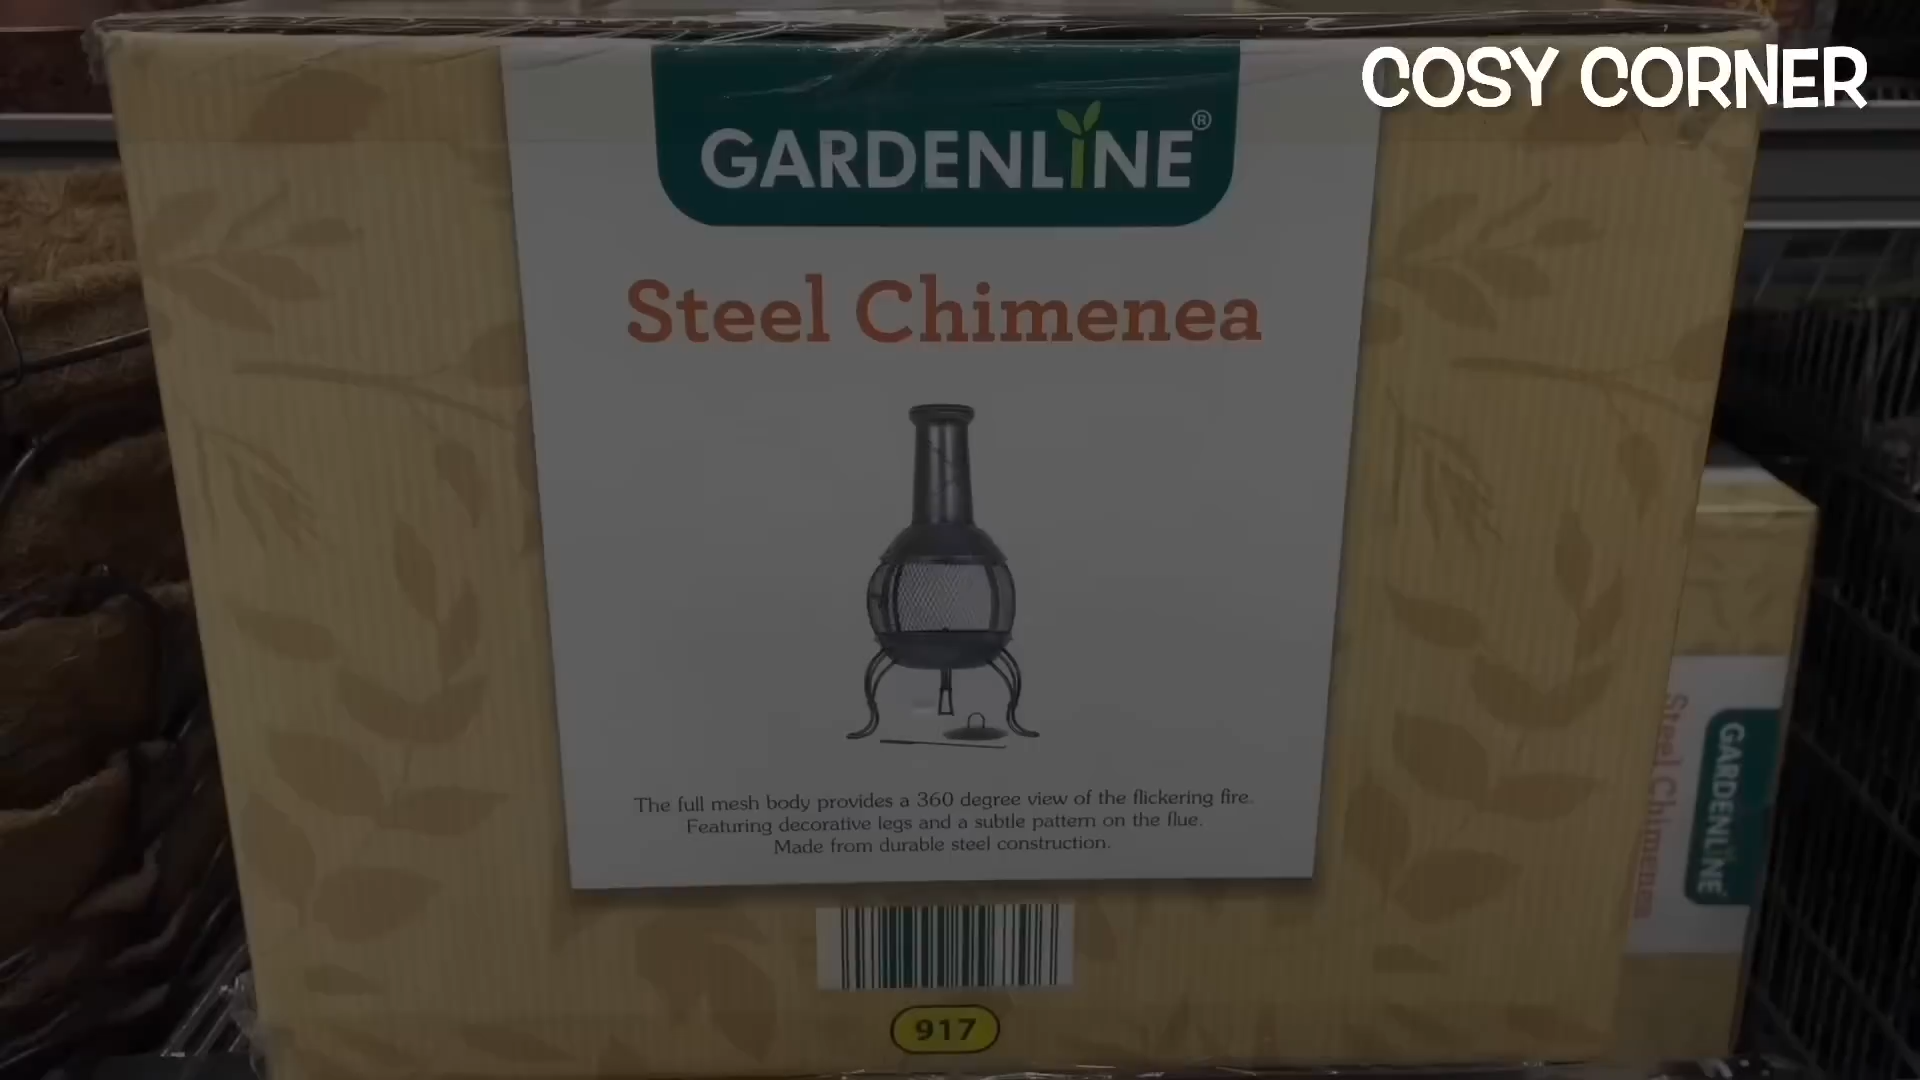 COSY CORNER
GARDENLINE®
Steel Chimenea
The full mesh body provides a 360 degree view of the flickering fire.
Featuring decorative legs and a subtle pattern on the flue.
Made from durable steel construction.
917
Steel Chimenea
GARDENLINE